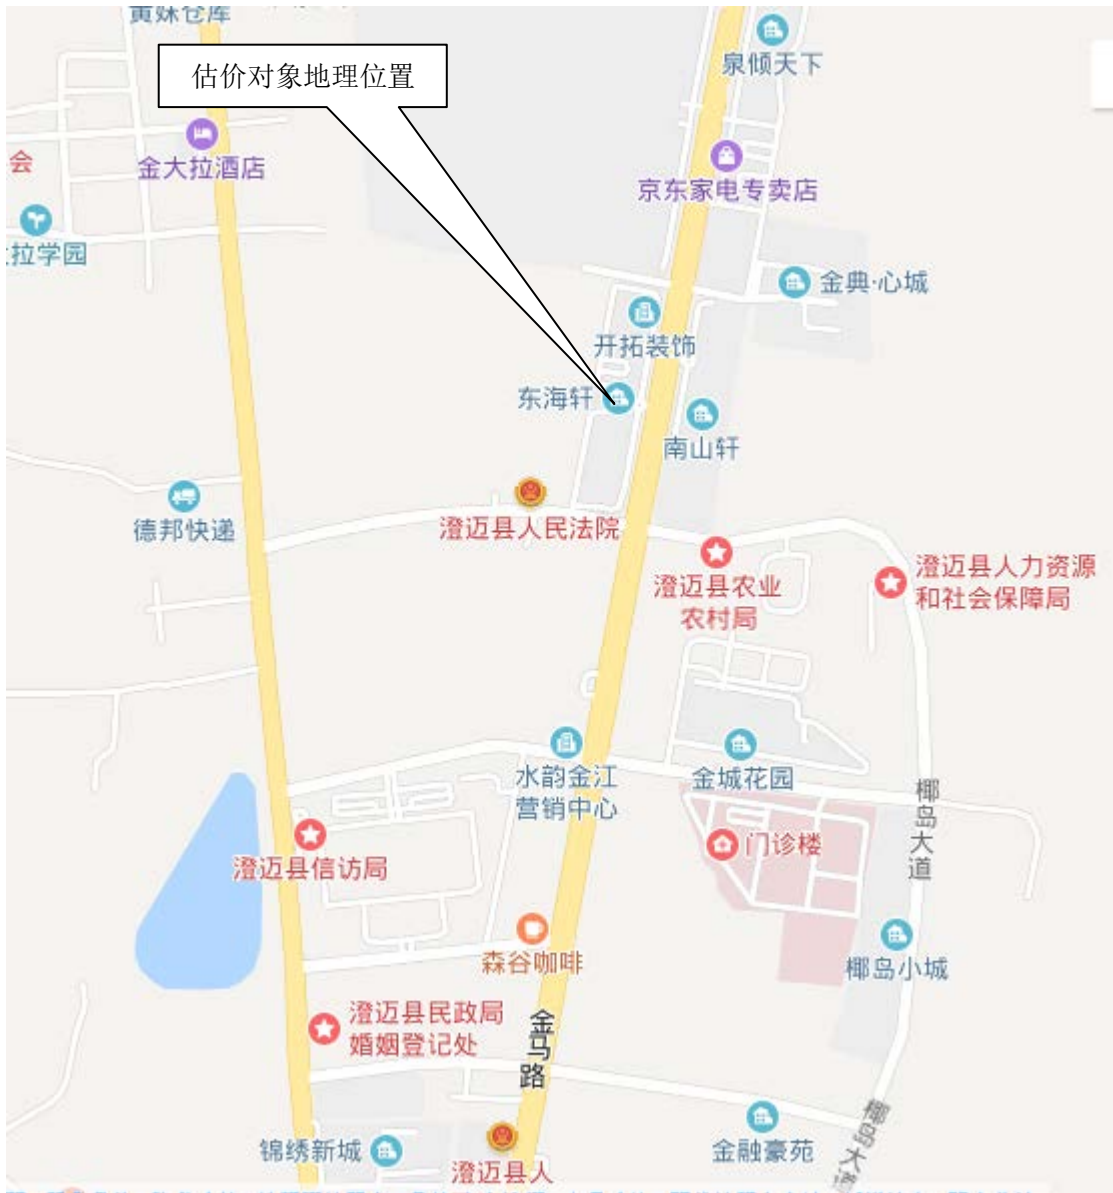 黄妹仓库
泉倾天下
估价对象地理位置
金大拉酒店
会
京东家电专卖店
拉学园
金典·心城
开拓装饰
东海轩
南山轩
德邦快递
澄迈县人民法院
澄迈县农业
农村局
澄迈县人力资源
和社会保障局
水韵金江
营销中心
金城花园
椰岛大道
澄迈县信访局
门诊楼
森谷咖啡
椰岛小城
澄迈县民政局
婚姻登记处
金马路
椰岛大道
锦绣新城
金融豪苑
澄迈县人